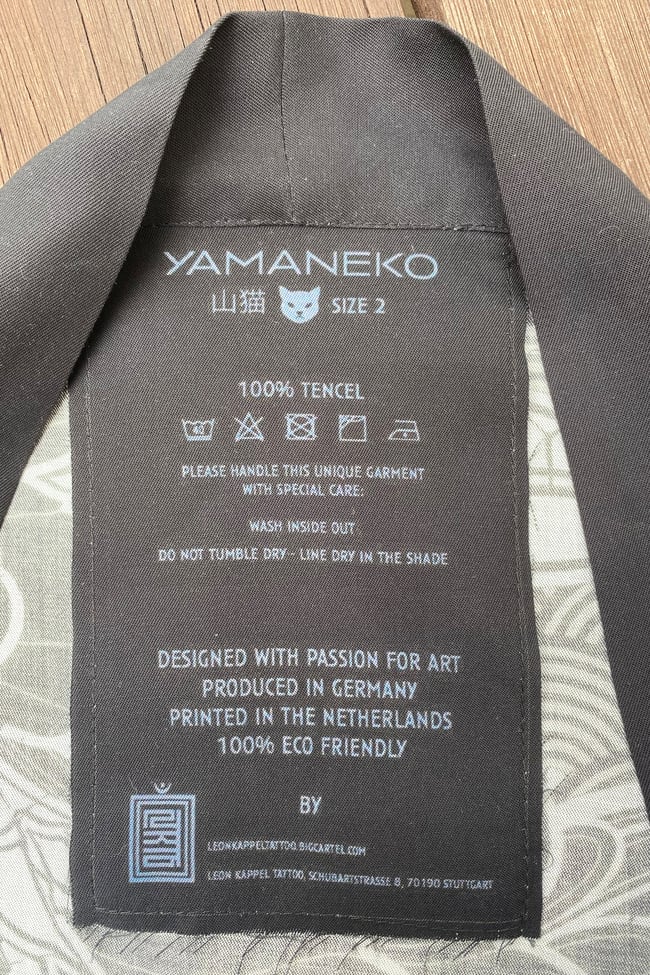 YAMANEKO
山猫 SIZE 2
100% TENCEL
40
PLEASE HANDLE THIS UNIQUE GARMENT
WITH SPECIAL CARE:
WASH INSIDE OUT
DO NOT TUMBLE DRY - LINE DRY IN THE SHADE
DESIGNED WITH PASSION FOR ART
PRODUCED IN GERMANY
PRINTED IN THE NETHERLANDS
100% ECO FRIENDLY
BY
LEONKAPPELTATTOO.BIGCARTEL.COM
LEON KAPPEL TATTOO, SCHUBARTSTRASSE 8, 70190 STUTTGART